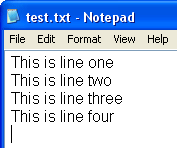 test.txt - Notepad
File Edit Format View Help
This is line one
This is line two
This is line three
This is line four